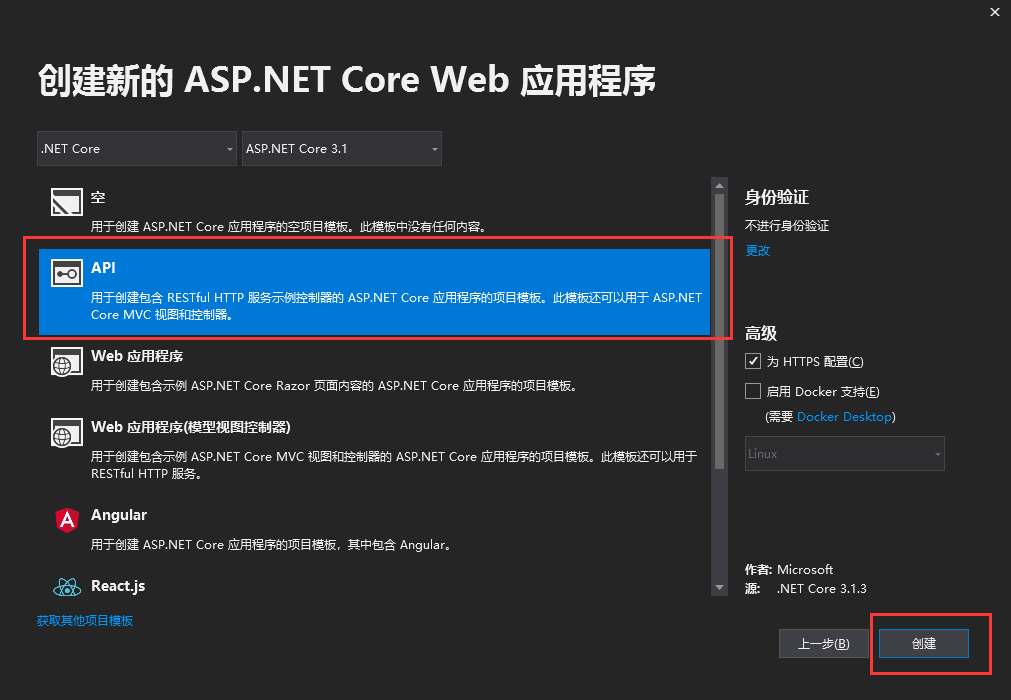 创建新的 ASP.NET Core Web 应用程序
.NET Core
ASP.NET Core 3.1
空
用于创建 ASP.NET Core 应用程序的空项目模板。此模板中没有任何内容。
API
用于创建包含 RESTful HTTP 服务示例控制器的 ASP.NET Core 应用程序的项目模板。此模板还可以用于 ASP.NET
Core MVC 视图和控制器。
Web 应用程序
用于创建包含示例 ASP.NET Core Razor 页面内容的 ASP.NET Core 应用程序的项目模板。
Web 应用程序(模型视图控制器)
用于创建包含示例 ASP.NET Core MVC 视图和控制器的 ASP.NET Core 应用程序的项目模板。此模板还可以用于
RESTful HTTP 服务。
Angular
用于创建 ASP.NET Core 应用程序的项目模板，其中包含 Angular。
React.js
获取其他项目模板
身份验证
不进行身份验证
更改
高级
为 HTTPS 配置(C)
启用 Docker 支持(E)
(需要 Docker Desktop)
Linux
作者: Microsoft
源: .NET Core 3.1.3
上一步(B)
创建